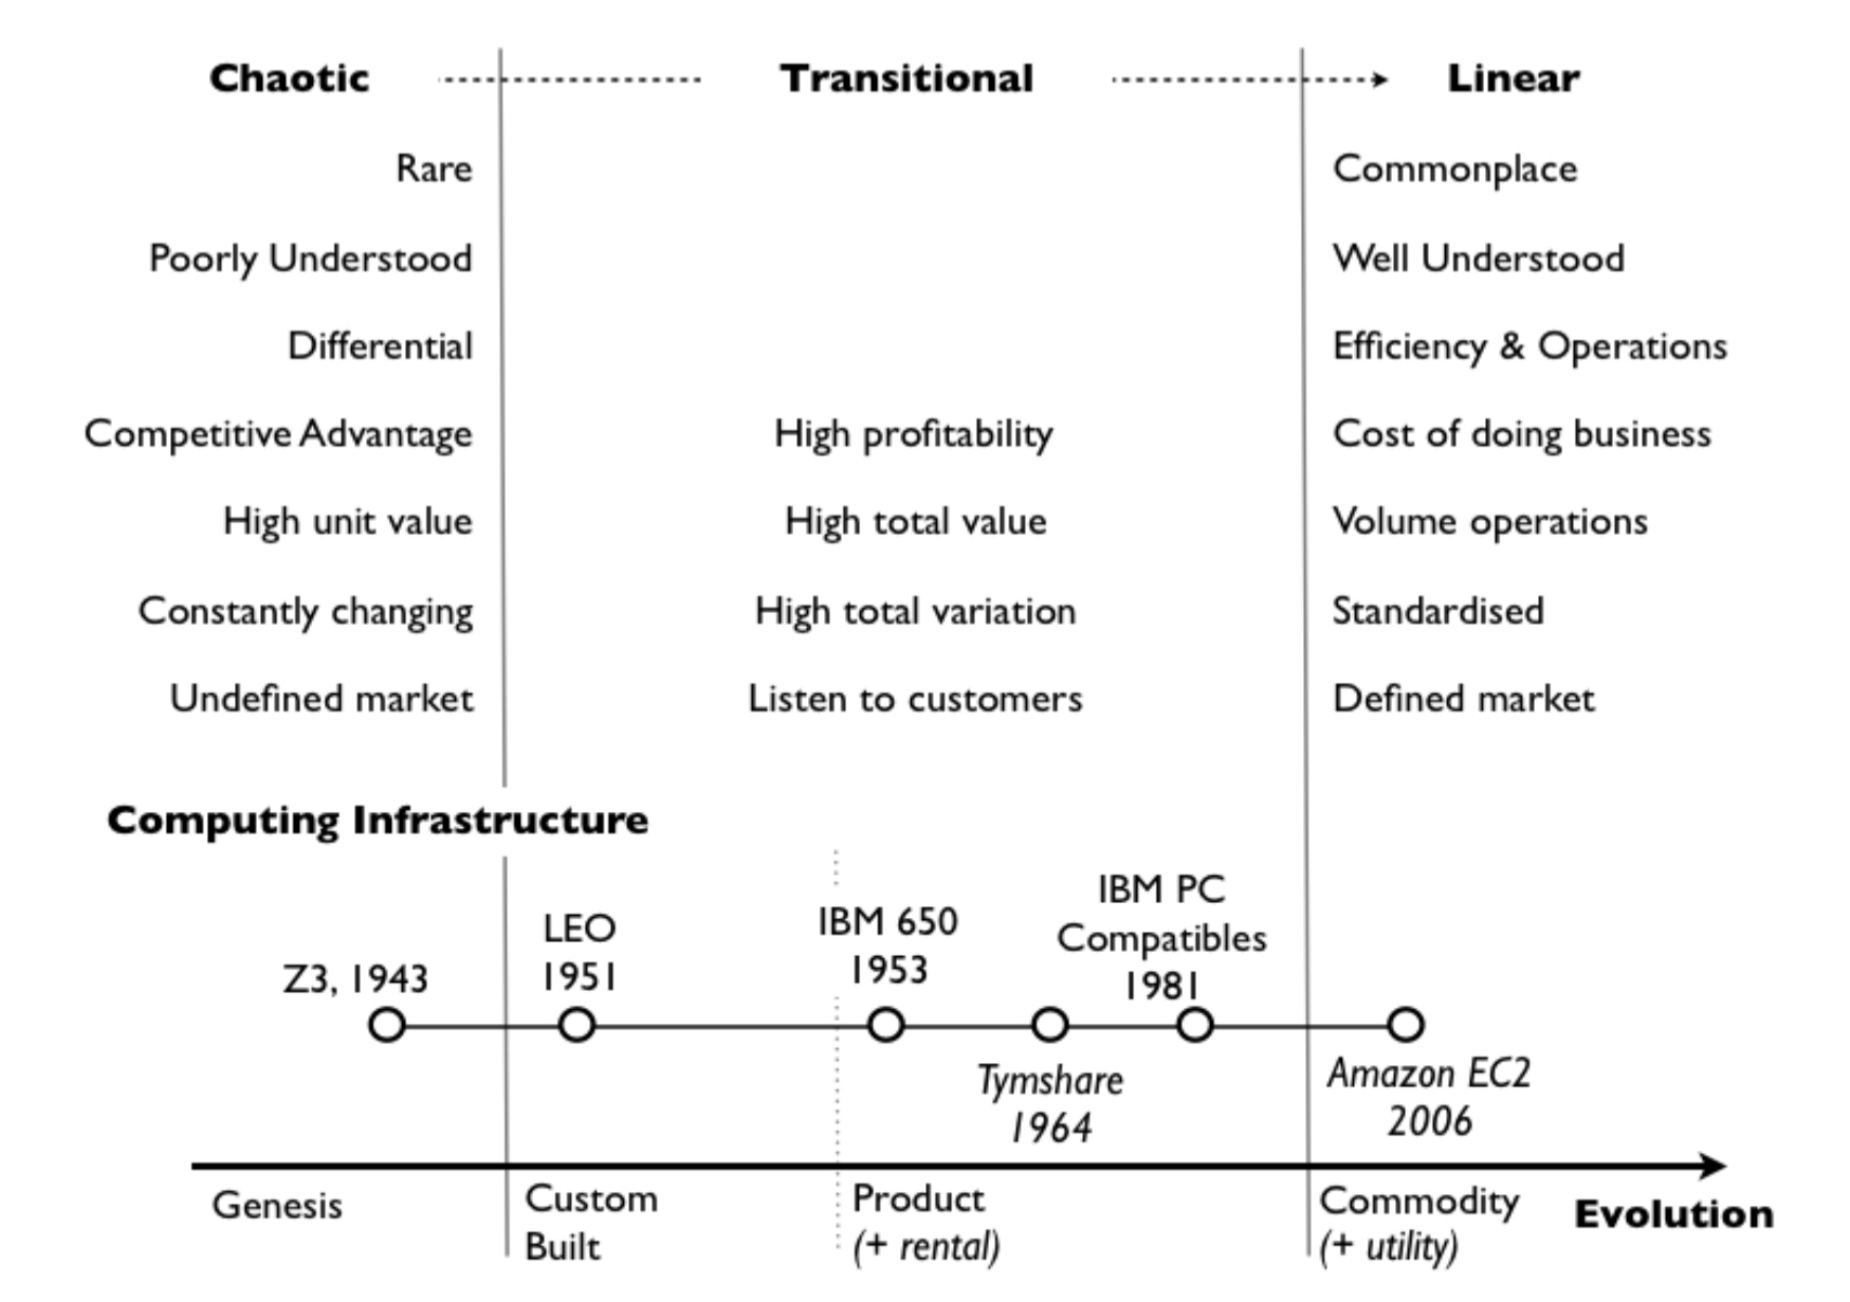 Chaotic Transitional Linear
Rare Commonplace
Poorly Understood Well Understood
Differential Efficiency & Operations
Competitive Advantage High profitability Cost of doing business
High unit value High total value Volume operations
Constantly changing High total variation Standardised
Undefined market Listen to customers Defined market
Computing Infrastructure
Z3, 1943
LEO
1951
IBM 650
1953
Tymshare
1964
IBM PC
Compatibles
1981
Amazon EC2
2006
Genesis
Custom
Built
Product
(+ rental)
Commodity
(+ utility)
Evolution